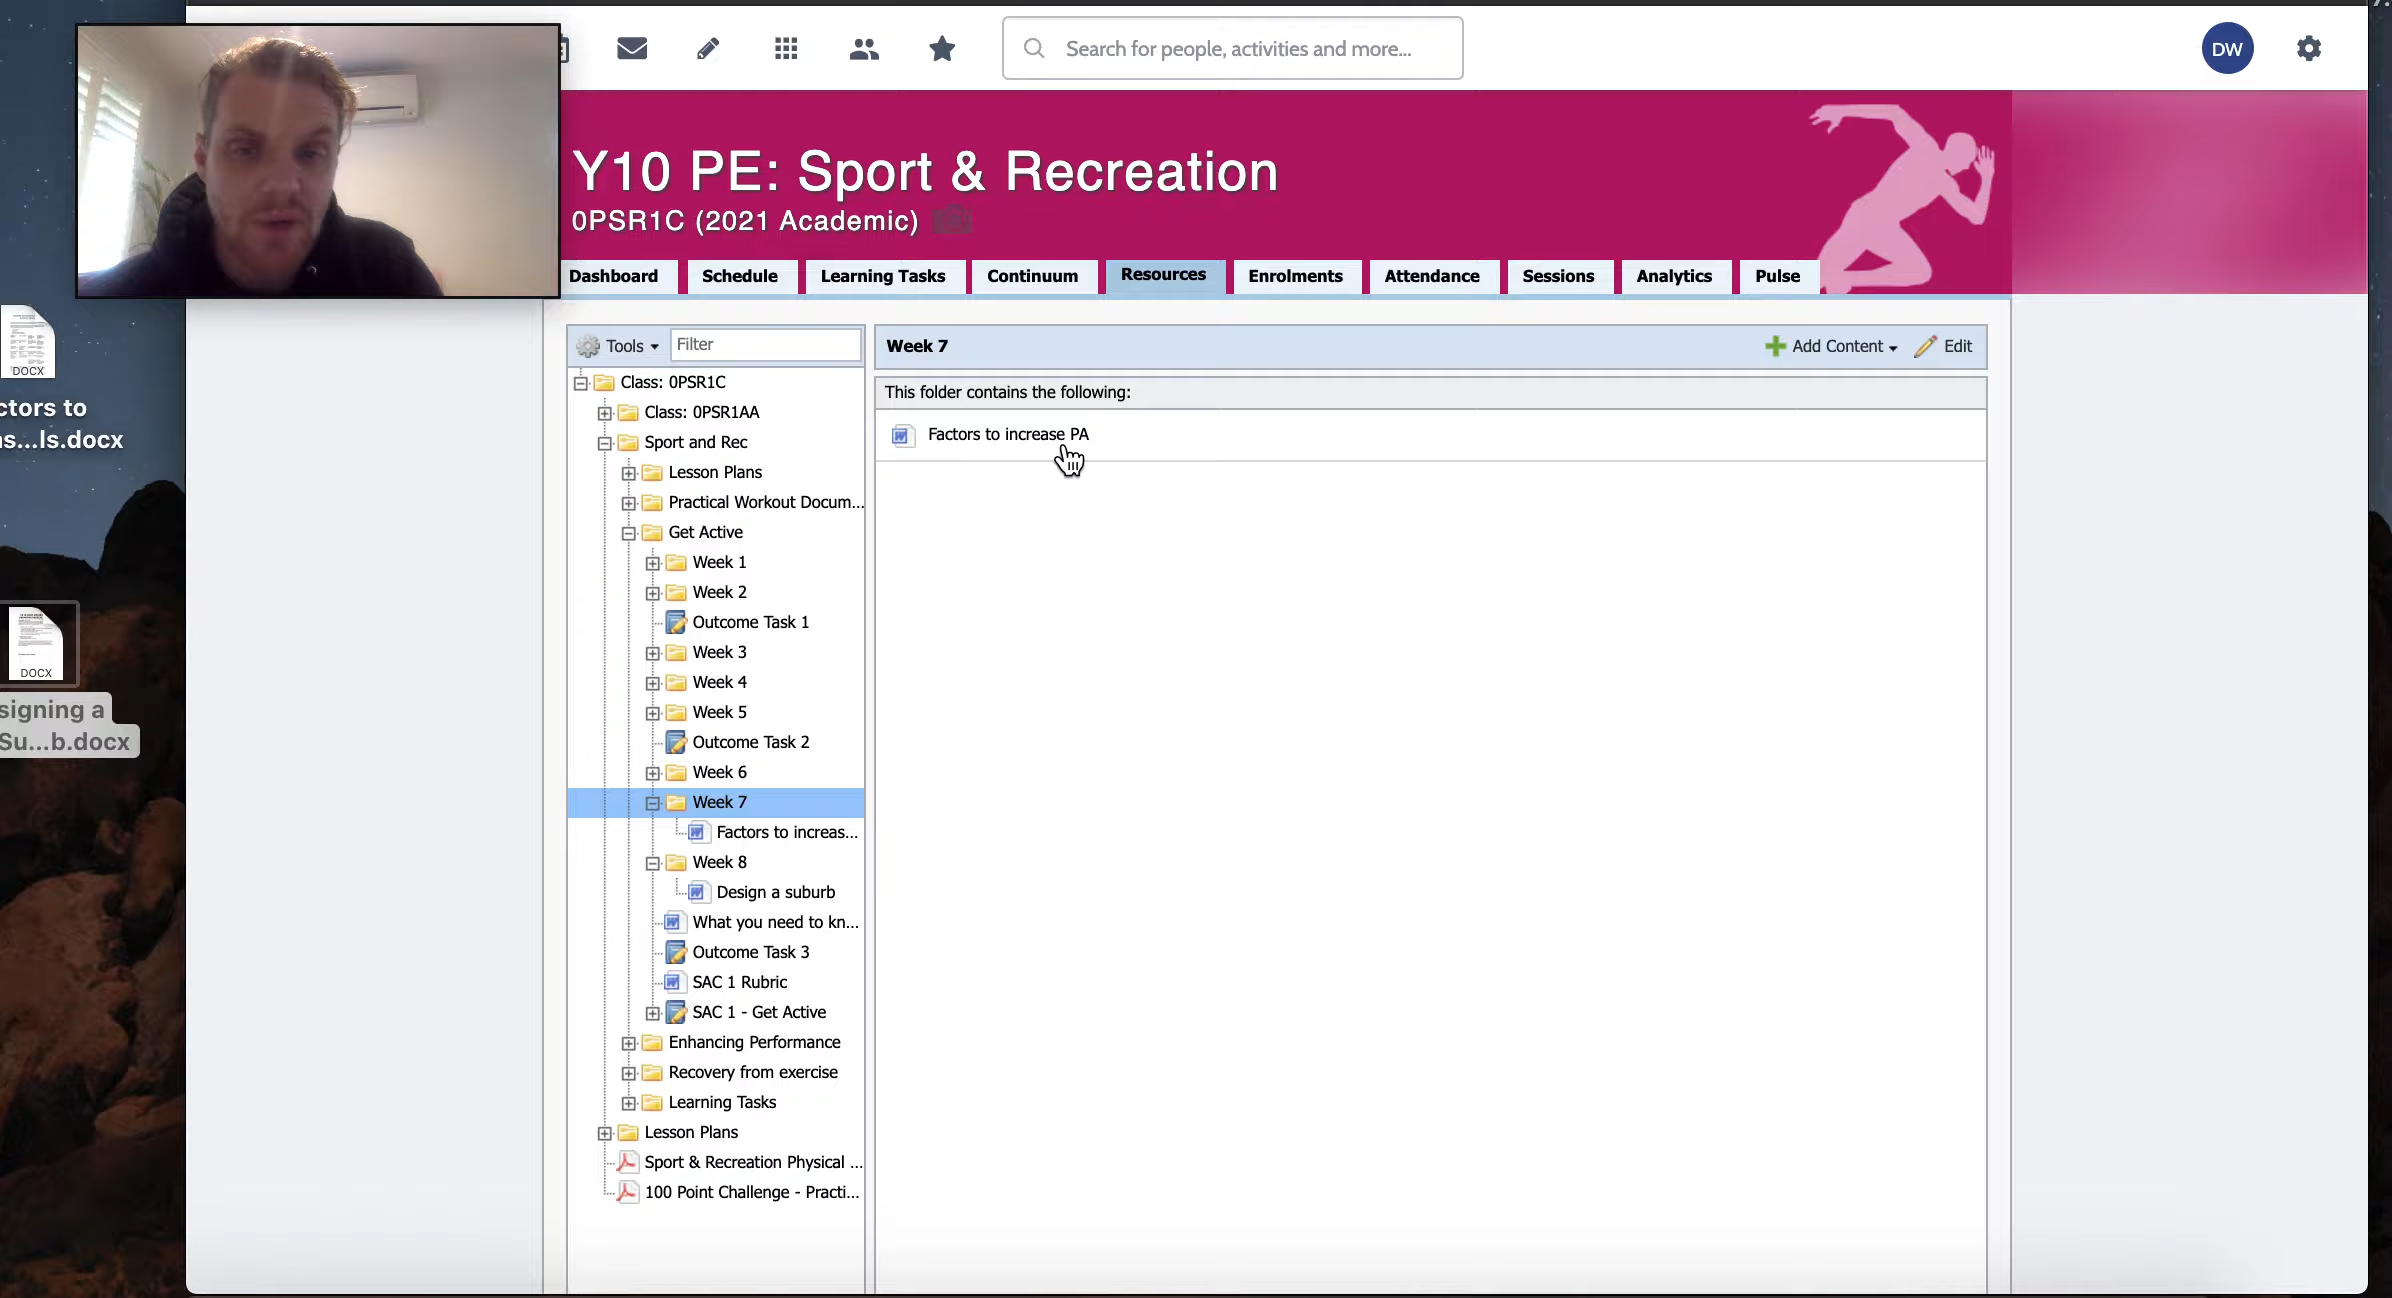 Search for people, activities and more...
DW
Y10 PE: Sport & Recreation
0PSR1C (2021 Academic)
Dashboard
Schedule
Learning Tasks
Continuum
Resources
Enrolments
Attendance
Sessions
Analytics
Pulse
DOCX
ctors to
s...ls.docx
DOCX
signing a
Su...b.docx
Tools
Filter
Class: 0PSR1C
Class: 0PSR1AA
Sport and Rec
Lesson Plans
Practical Workout Docum...
Get Active
Week 1
Week 2
Outcome Task 1
Week 3
Week 4
Week 5
Outcome Task 2
Week 6
Week 7
Factors to increas...
Week 8
Design a suburb
What you need to kn...
Outcome Task 3
SAC 1 Rubric
SAC 1 - Get Active
Enhancing Performance
Recovery from exercise
Learning Tasks
Lesson Plans
Sport & Recreation Physical ...
100 Point Challenge - Practi...
Week 7
Add Content
Edit
This folder contains the following:
Factors to increase PA